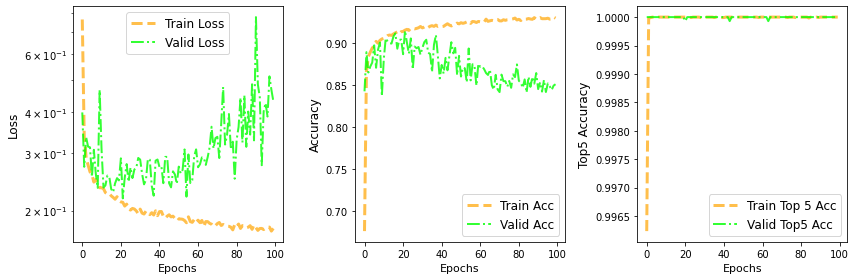 Train Loss
Valid Loss
6 × 10⁻¹
4 × 10⁻¹
3 × 10⁻¹
2 × 10⁻¹
Loss
0 20 40 60 80 100
Epochs
0.90
0.85
0.80
0.75
0.70
Accuracy
Train Acc
Valid Acc
0 20 40 60 80 100
Epochs
1.0000
0.9995
0.9990
0.9985
0.9980
0.9975
0.9970
0.9965
Top5 Accuracy
Train Top 5 Acc
Valid Top5 Acc
0 20 40 60 80 100
Epochs